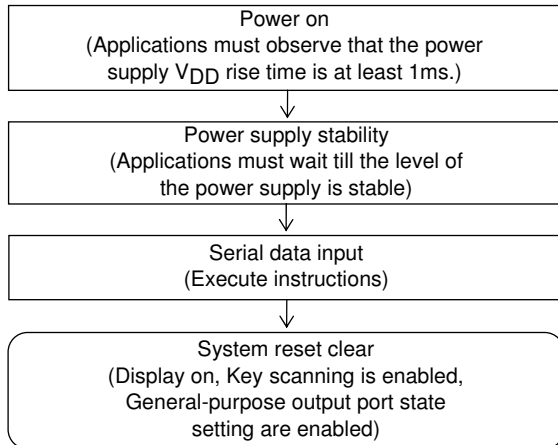 Power on
(Applications must observe that the power
supply VDD rise time is at least 1ms.)
Power supply stability
(Applications must wait till the level of
the power supply is stable)
Serial data input
(Execute instructions)
System reset clear
(Display on, Key scanning is enabled,
General-purpose output port state
setting are enabled)